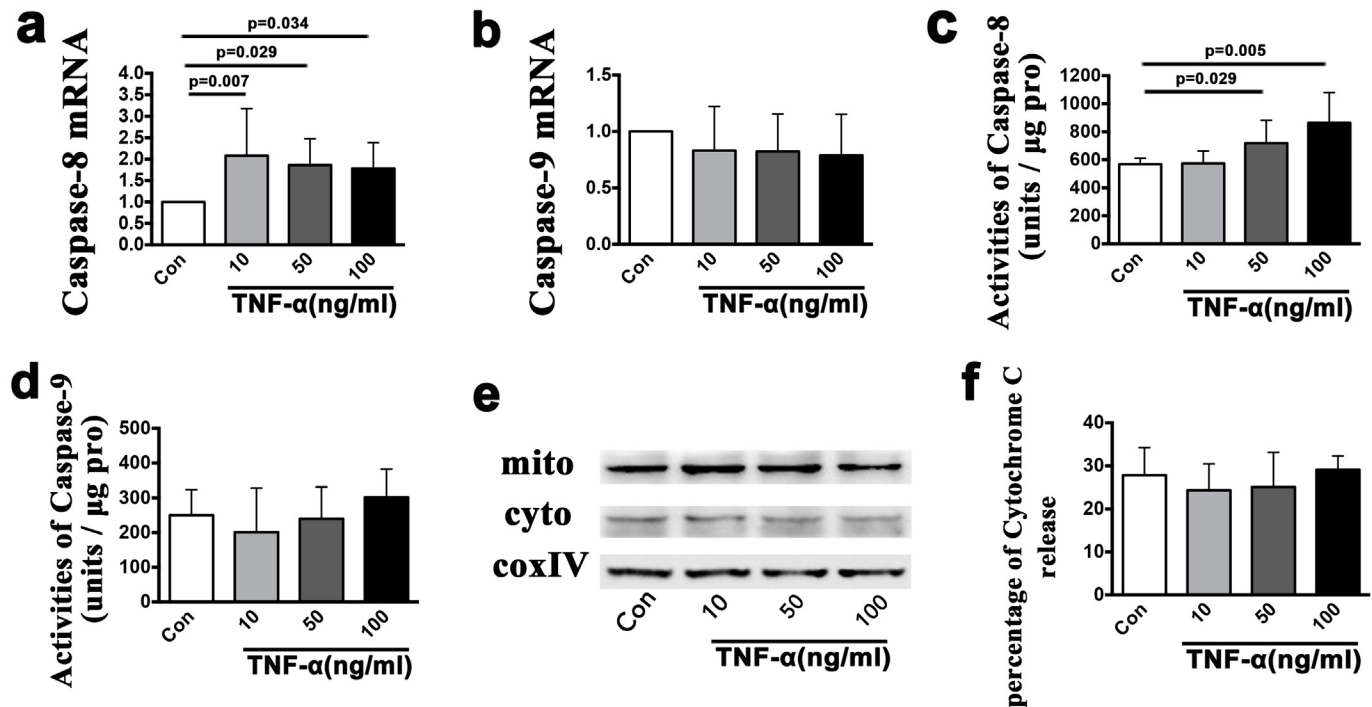 a
p=0.034
p=0.029
p=0.007
Caspase-8 mRNA
4.0
3.5
3.0
2.5
2.0
1.5
1.0
0.5
0.0
Con
10
50
100
TNF-α(ng/ml)
b
Caspase-9 mRNA
1.5
1.0
0.5
0.0
Con
10
50
100
TNF-α(ng/ml)
c
p=0.005
p=0.029
Activities of Caspase-8
(units / μg pro)
1200
1000
800
600
400
200
0
Con
10
50
100
TNF-α(ng/ml)
d
Activities of Caspase-9
(units / μg pro)
500
400
300
200
100
0
Con
10
50
100
TNF-α(ng/ml)
e
mito
cyto
coxIV
Con
10
50
100
TNF-α(ng/ml)
f
percentage of Cytochrome C
release
40
30
20
10
0
Con
10
50
100
TNF-α(ng/ml)